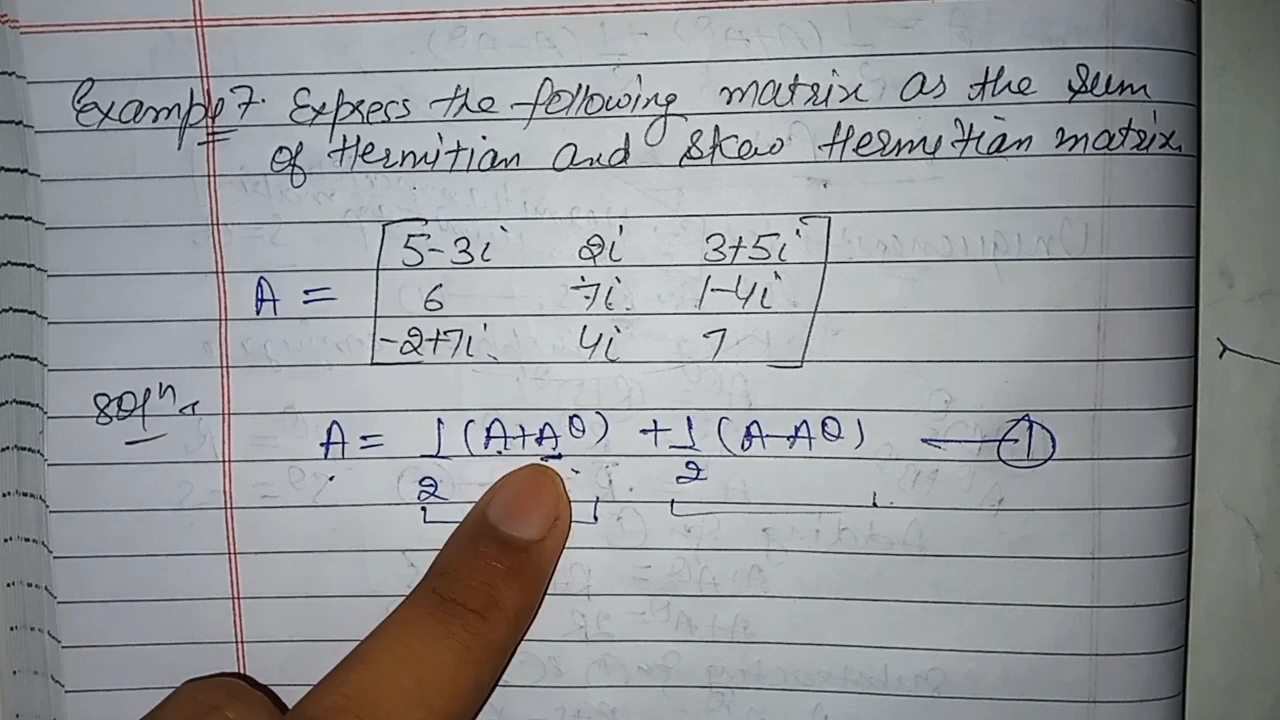 Example 7. Express the following matrix as the Sum
of Hermitian and Skew Hermitian matrix.
A = [ 5-3i 2i 3+5i
6 7i 1-4i
-2+7i 4i 7 ]
Solⁿ
A = 1/2 (A+A^θ) + 1/2 (A-Aθ) ①